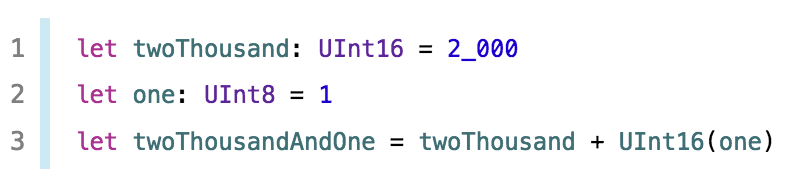 1 let twoThousand: UInt16 = 2_000
2 let one: UInt8 = 1
3 let twoThousandAndOne = twoThousand + UInt16(one)